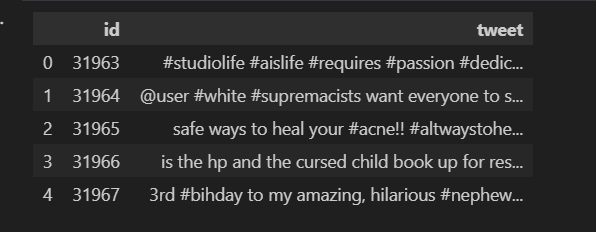 id tweet
0 31963 #studiolife #aislife #requires #passion #dedic...
1 31964 @user #white #supremacists want everyone to s...
2 31965 safe ways to heal your #acne!! #altwaystohe...
3 31966 is the hp and the cursed child book up for res...
4 31967 3rd #bihday to my amazing, hilarious #nephew...